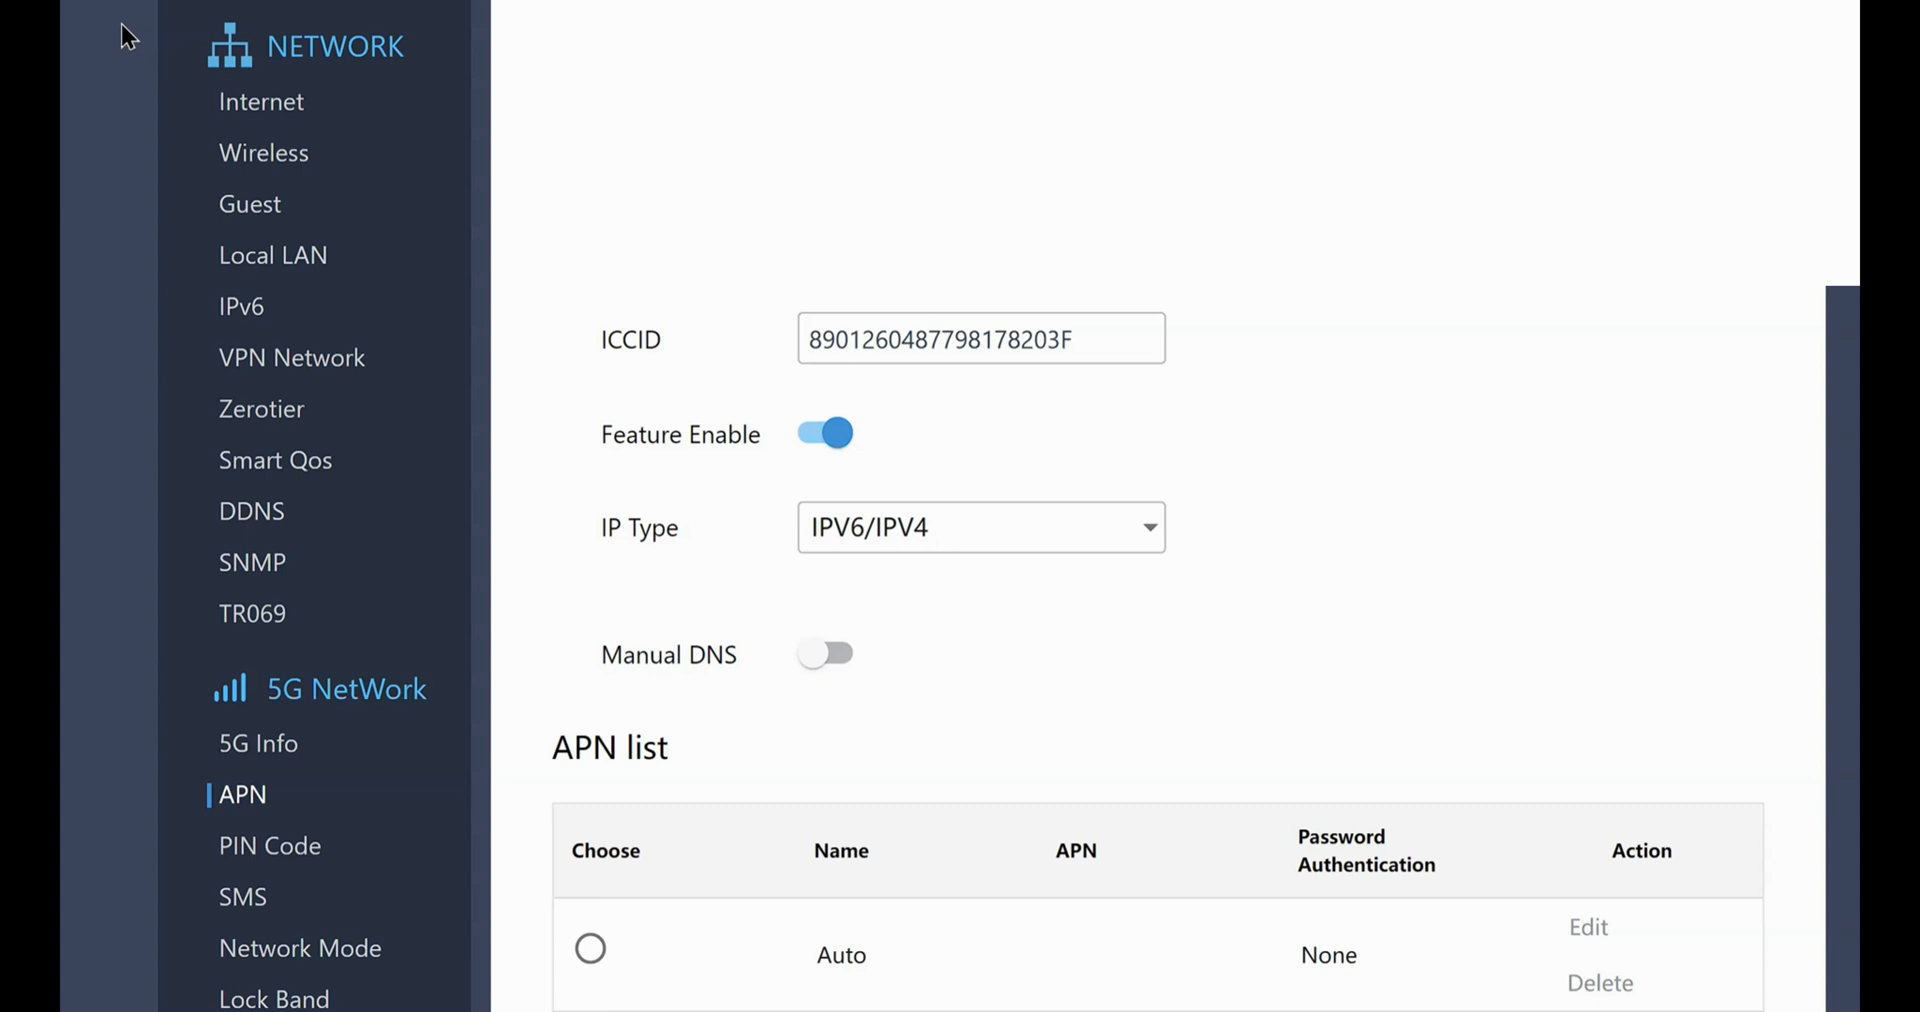 NETWORK
Internet
Wireless
Guest
Local LAN
IPv6
VPN Network
Zerotier
Smart Qos
DDNS
SNMP
TR069
5G NetWork
5G Info
APN
PIN Code
SMS
Network Mode
Lock Band
ICCID 8901260487798178203F
Feature Enable
IP Type IPV6/IPV4
Manual DNS
APN list
Choose Name APN Password Authentication Action
Auto None Edit
Delete